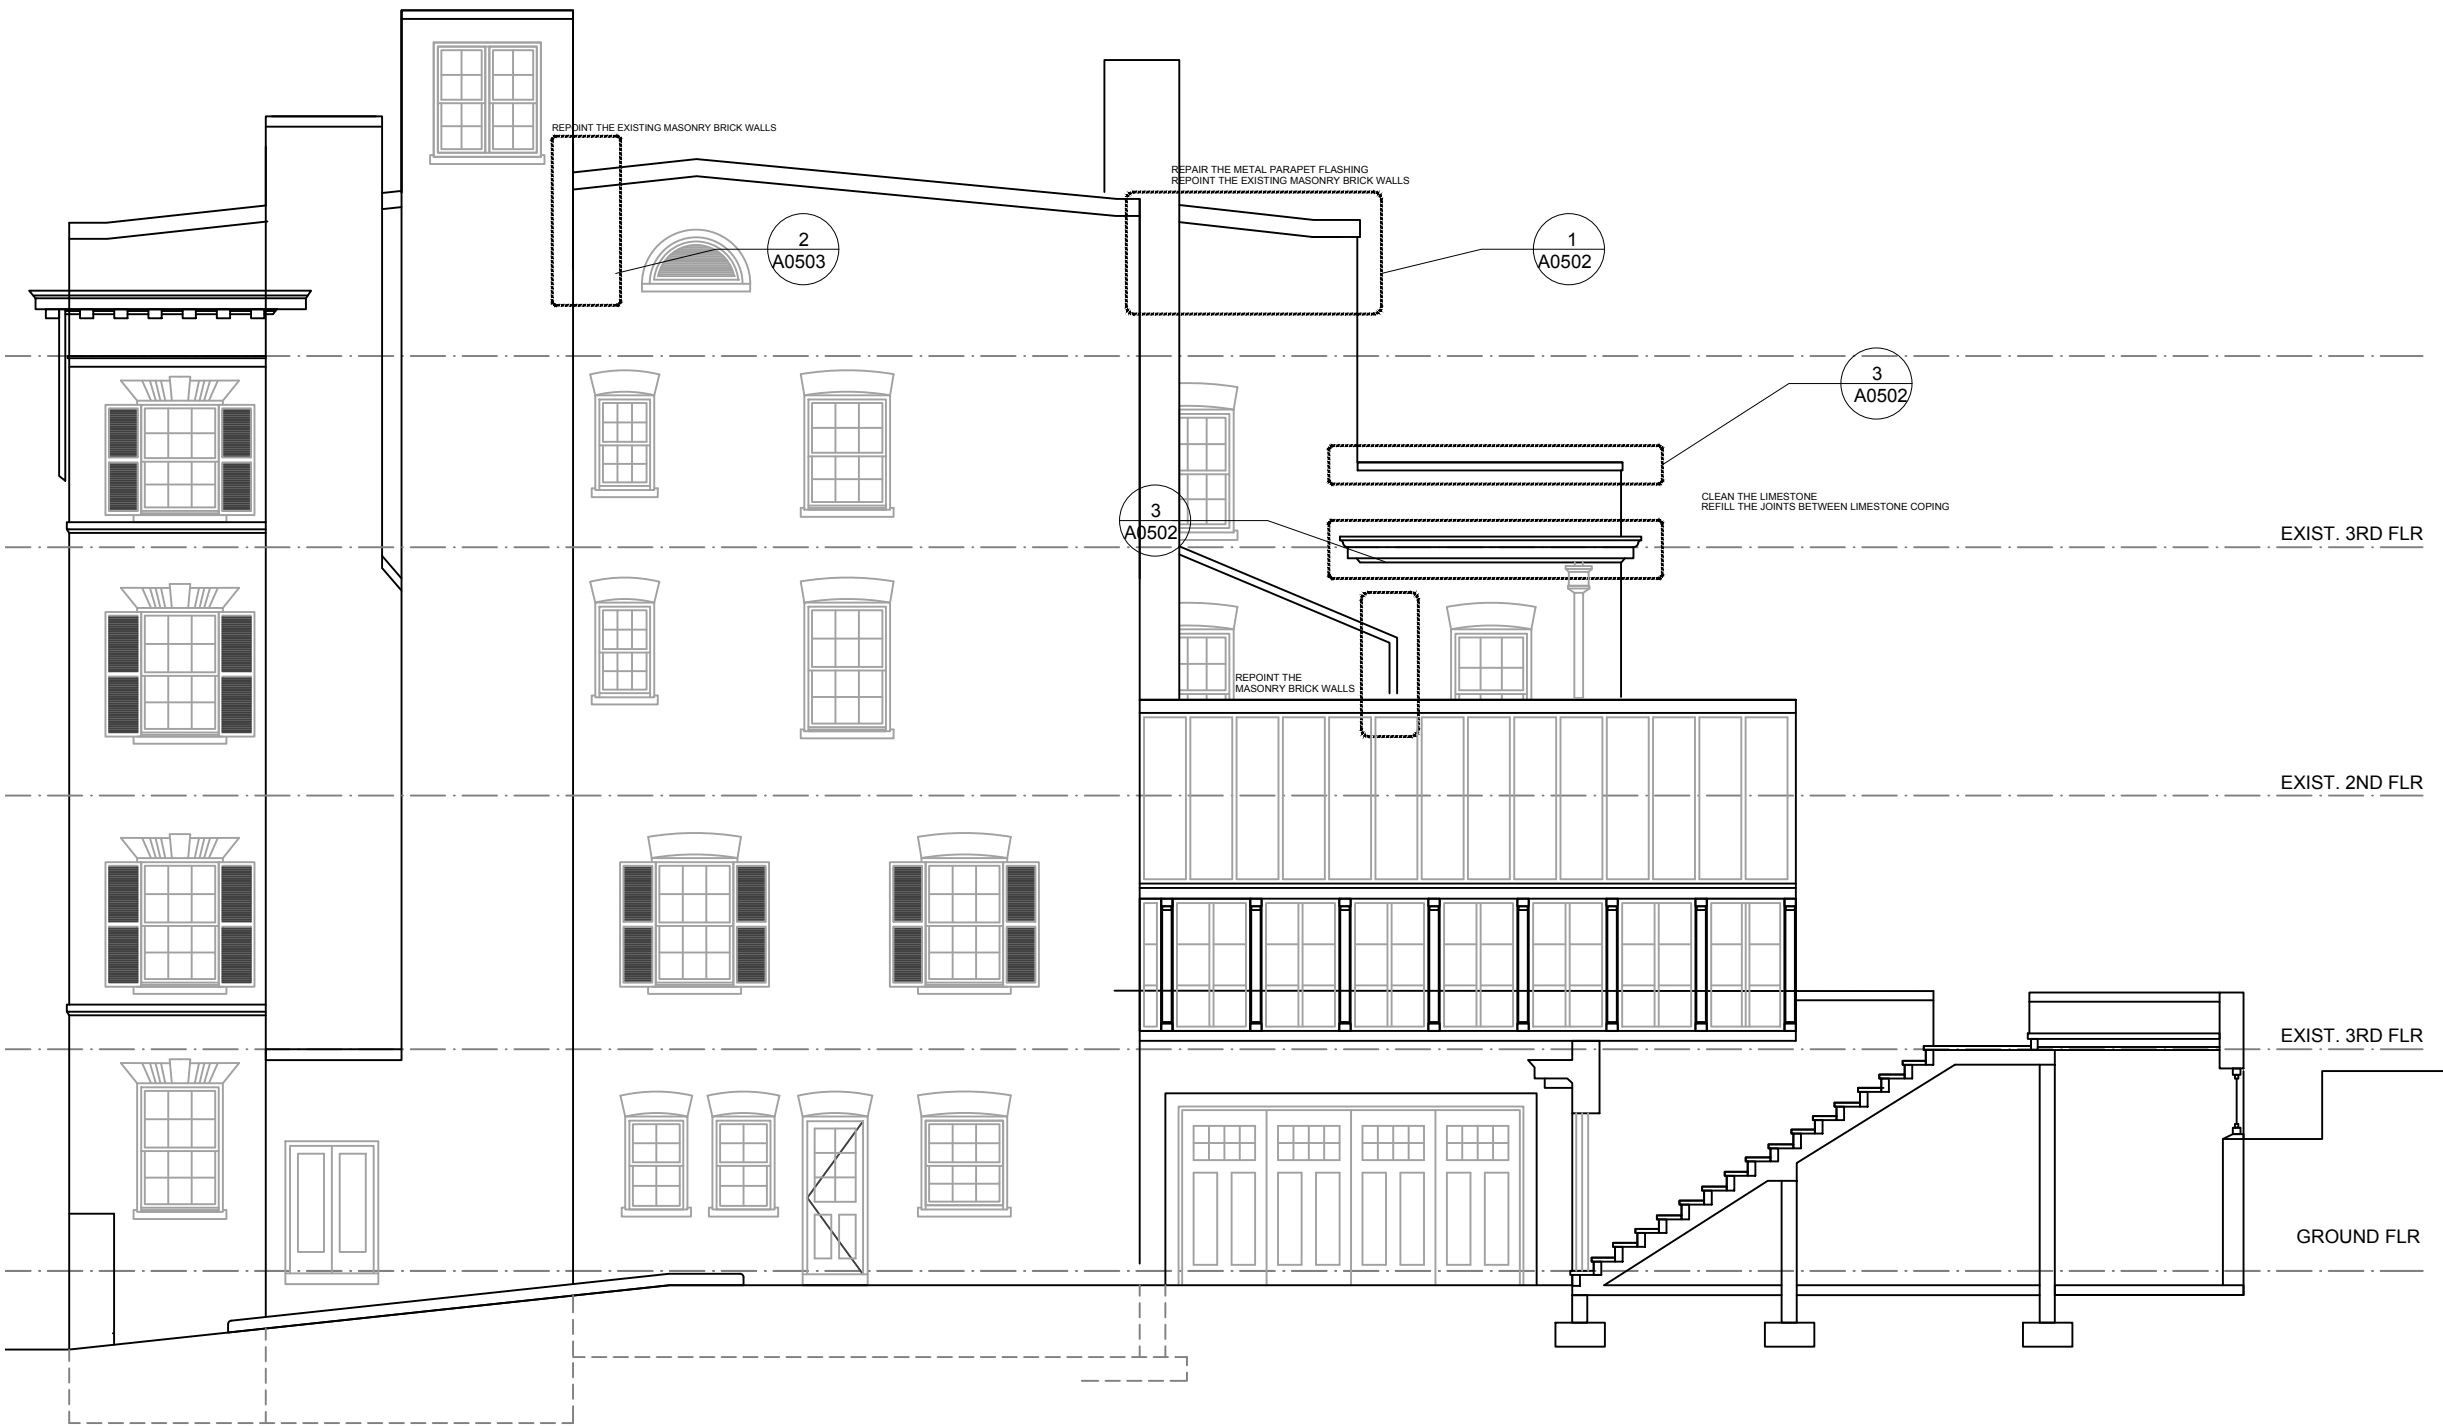 REPOINT THE EXISTING MASONRY BRICK WALLS
REPAIR THE METAL PARAPET FLASHING
REPOINT THE EXISTING MASONRY BRICK WALLS
2
A0503
1
A0502
3
A0502
CLEAN THE LIMESTONE
REFILL THE JOINTS BETWEEN LIMESTONE COPING
3
A0502
EXIST. 3RD FLR
REPOINT THE
MASONRY BRICK WALLS
EXIST. 2ND FLR
EXIST. 3RD FLR
GROUND FLR